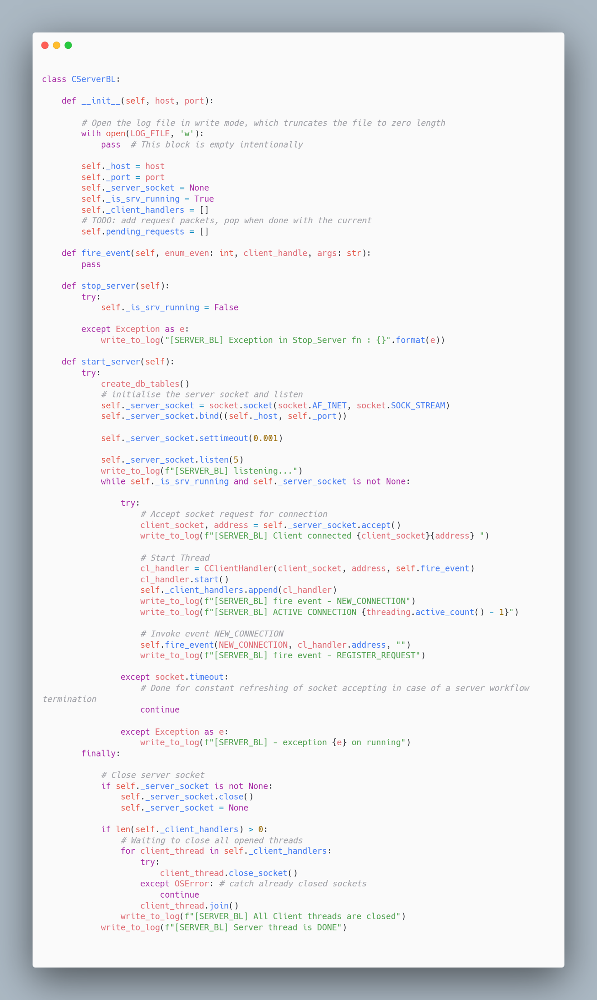 class CServerBL:

    def __init__(self, host, port):

        # Open the log file in write mode, which truncates the file to zero length
        with open(LOG_FILE, 'w'):
            pass  # This block is empty intentionally

        self._host = host
        self._port = port
        self._server_socket = None
        self._is_srv_running = True
        self._client_handlers = []
        # TODO: add request packets, pop when done with the current
        self.pending_requests = []

    def fire_event(self, enum_even: int, client_handle, args: str):
        pass

    def stop_server(self):
        try:
            self._is_srv_running = False

        except Exception as e:
            write_to_log("[SERVER_BL] Exception in Stop_Server fn : {}".format(e))

    def start_server(self):
        try:
            create_db_tables()
            # initialise the server socket and listen
            self._server_socket = socket.socket(socket.AF_INET, socket.SOCK_STREAM)
            self._server_socket.bind((self._host, self._port))

            self._server_socket.settimeout(0.001)

            self._server_socket.listen(5)
            write_to_log(f"[SERVER_BL] listening...")
            while self._is_srv_running and self._server_socket is not None:

                try:
                    # Accept socket request for connection
                    client_socket, address = self._server_socket.accept()
                    write_to_log(f"[SERVER_BL] Client connected {client_socket}{address} ")

                    # Start Thread
                    cl_handler = CClientHandler(client_socket, address, self.fire_event)
                    cl_handler.start()
                    self._client_handlers.append(cl_handler)
                    write_to_log(f"[SERVER_BL] fire event - NEW_CONNECTION")
                    write_to_log(f"[SERVER_BL] ACTIVE CONNECTION {threading.active_count() - 1}")

                    # Invoke event NEW_CONNECTION
                    self.fire_event(NEW_CONNECTION, cl_handler.address, "")
                    write_to_log(f"[SERVER_BL] fire event - REGISTER_REQUEST")

                except socket.timeout:
                    # Done for constant refreshing of socket accepting in case of a server workflow
termination
                    continue

                except Exception as e:
                    write_to_log(f"[SERVER_BL] - exception {e} on running")
        finally:

            # Close server socket
            if self._server_socket is not None:
                self._server_socket.close()
                self._server_socket = None

            if len(self._client_handlers) > 0:
                # Waiting to close all opened threads
                for client_thread in self._client_handlers:
                    try:
                        client_thread.close_socket()
                    except OSError: # catch already closed sockets
                        continue
                    client_thread.join()
                write_to_log(f"[SERVER_BL] All Client threads are closed")
            write_to_log(f"[SERVER_BL] Server thread is DONE")